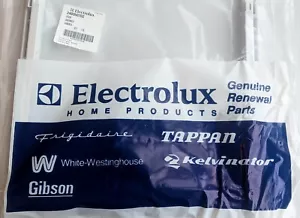 Electrolux
Electrolux
HOME PRODUCTS
Genuine
Renewal
Parts
Frigidaire
TAPPAN
W
White-Westinghouse
Kelvinator
Gibson